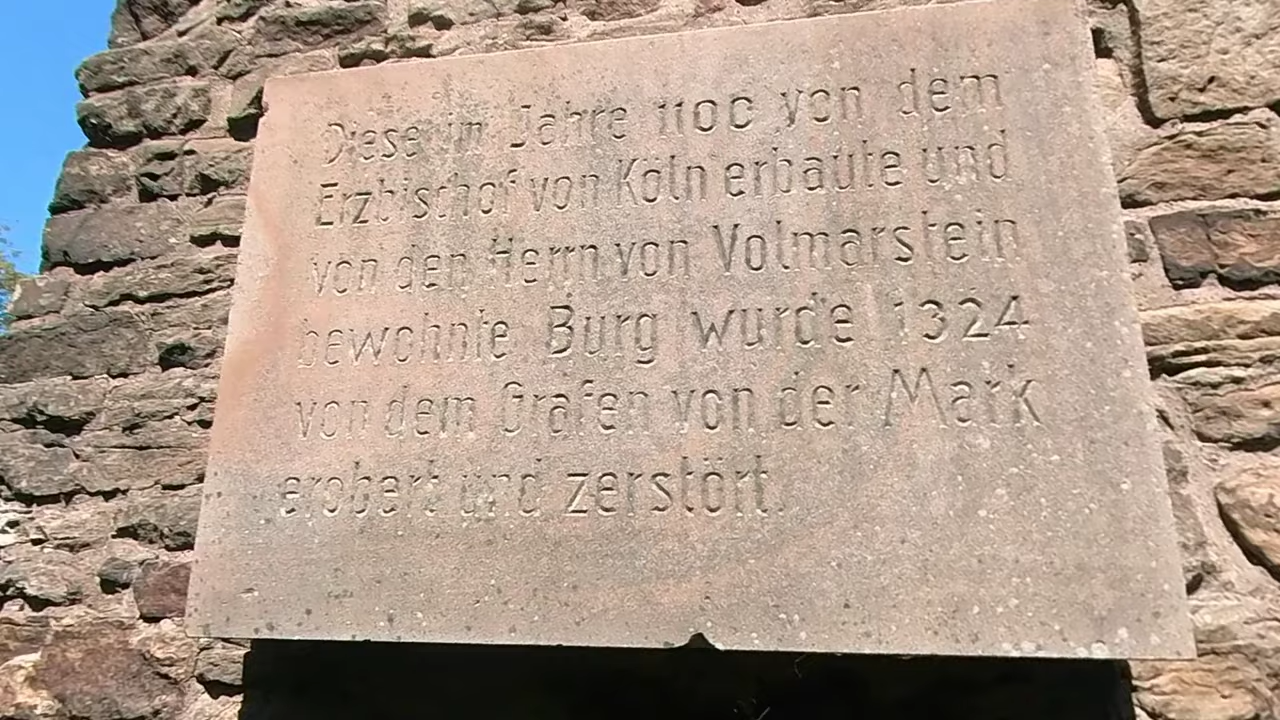 Diese im Jahre 1100 von dem
Erzbischof von Köln erbaute und
von den Herrn von Volmarstein
bewohnte Burg wurde 1324
von dem Grafen von der Mark
erobert und zerstört.